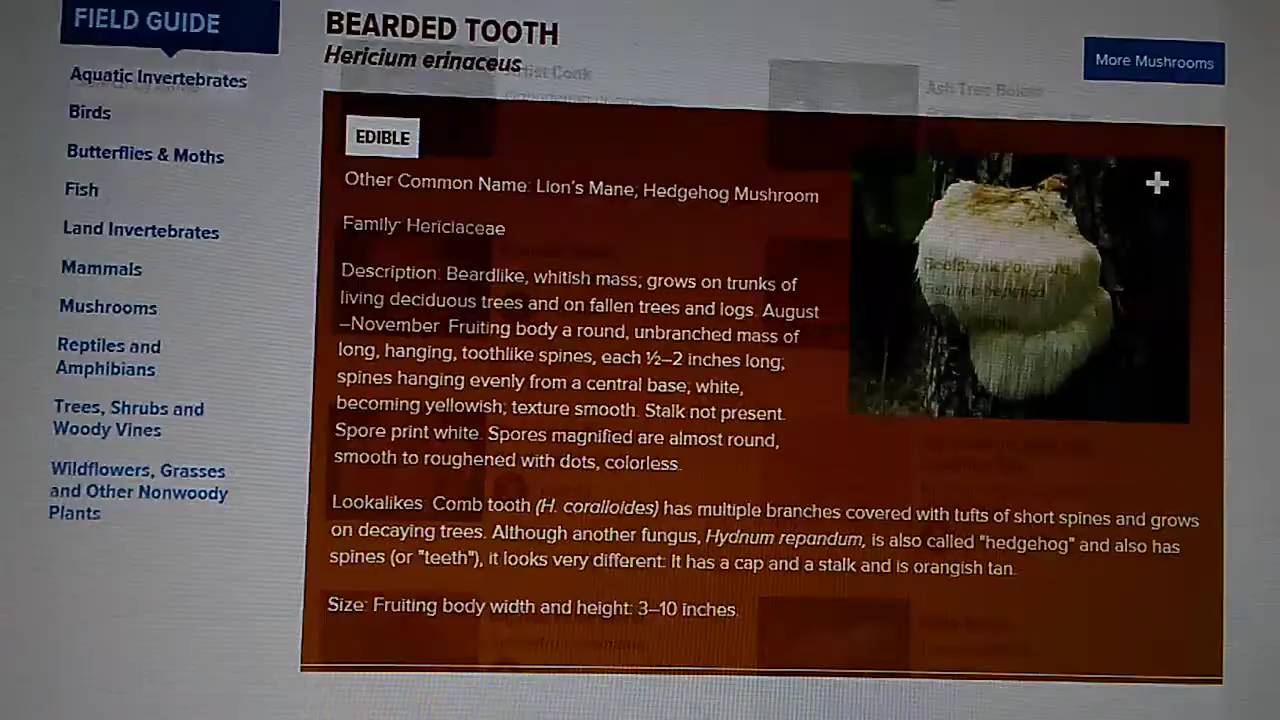 FIELD GUIDE
Aquatic Invertebrates
Birds
Butterflies & Moths
Fish
Land Invertebrates
Mammals
Mushrooms
Reptiles and
Amphibians
Trees, Shrubs and
Woody Vines
Wildflowers, Grasses
and Other Nonwoody
Plants
BEARDED TOOTH
Hericium erinaceus
More Mushrooms
Ash Tree Bolete
EDIBLE
Other Common Name: Lion's Mane; Hedgehog Mushroom
Family: Hericiaceae
Description: Beardlike, whitish mass; grows on trunks of
living deciduous trees and on fallen trees and logs. August
–November. Fruiting body a round, unbranched mass of
long, hanging, toothlike spines, each ½–2 inches long;
spines hanging evenly from a central base; white,
becoming yellowish; texture smooth. Stalk not present.
Spore print white. Spores magnified are almost round,
smooth to roughened with dots, colorless.
Beefsteak Polypore
Fistulina hepatica
Lookalikes: Comb tooth (H. coralloides) has multiple branches covered with tufts of short spines and grows
on decaying trees. Although another fungus, Hydnum repandum, is also called "hedgehog" and also has
spines (or "teeth"), it looks very different: It has a cap and a stalk and is orangish tan.
Size: Fruiting body width and height: 3–10 inches.